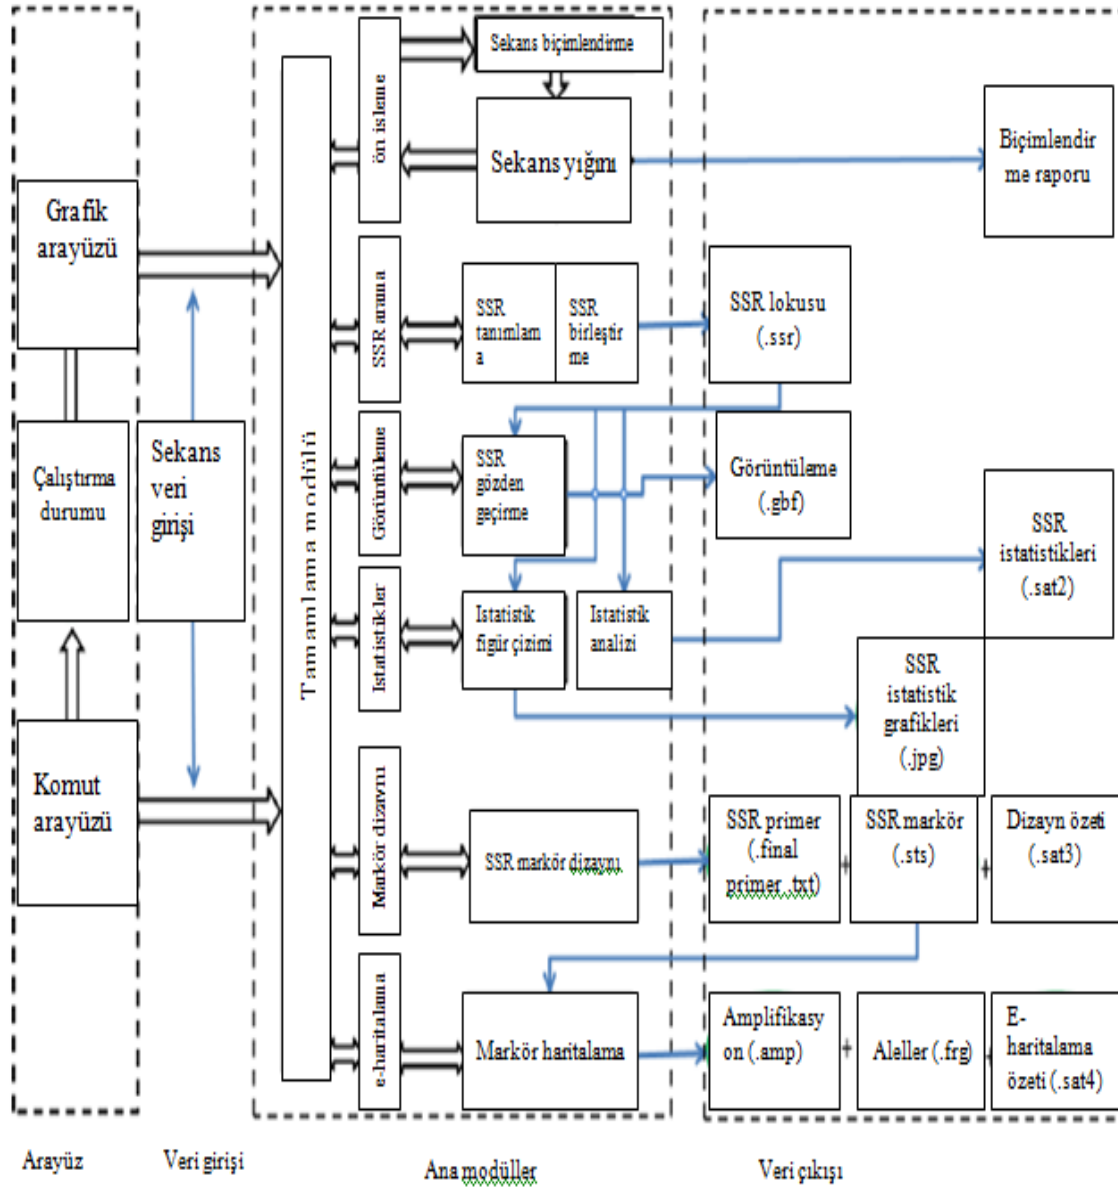 Grafik
arayüzü
Çalıştırma
durumu
Komut
arayüzü
Sekans
veri
girişi
Tamamlama modülü
ön isleme
SSR arama
Görüntüleme
Istatistikler
Markör dizaynı
e-haritalama
Sekans biçimlendirme
Sekans yığını
SSR
tanımlam
a
SSR
birleştir
me
SSR
gözden
geçirme
Istatistik
figür çizimi
Istatistik
analizi
SSR markör dizaynı
Markör haritalama
Biçimlendir
me raporu
SSR lokusu
(.ssr)
Görüntüleme
(.gbf)
SSR
istatistikleri
(.sat2)
SSR
istatistik
grafikleri
(.jpg)
SSR primer
(.final
primer .txt)
+
SSR markör
(.sts)
+
Dizayn özeti
(.sat3)
Amplifikasy
on (.amp)
+
Aleller (.frg)
+
E-
haritalama
özeti (.sat4)
Arayüz
Veri girişi
Ana modüller
Veri çıkışı